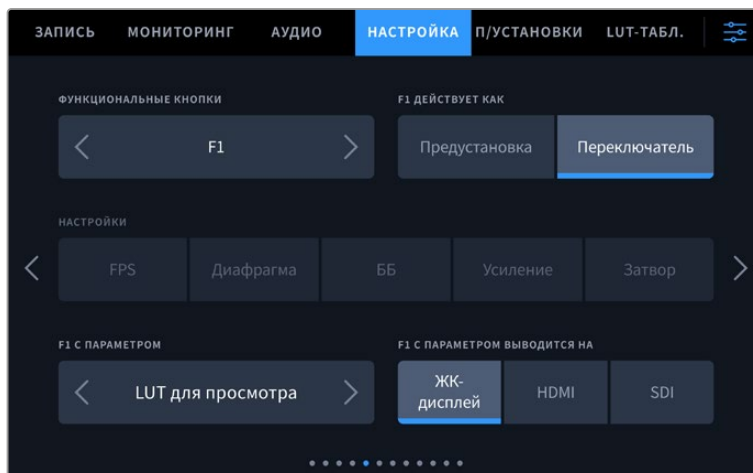 ЗАПИСЬ МОНИТОРИНГ АУДИО НАСТРОЙКА П/УСТАНОВКИ LUT-ТАБЛ.
ФУНКЦИОНАЛЬНЫЕ КНОПКИ F1 ДЕЙСТВУЕТ КАК
F1 Предустановка Переключатель
НАСТРОЙКИ
FPS Диафрагма ББ Усиление Затвор
F1 С ПАРАМЕТРОМ F1 С ПАРАМЕТРОМ ВЫВОДИТСЯ НА
LUT для просмотра ЖК-
дисплей HDMI SDI